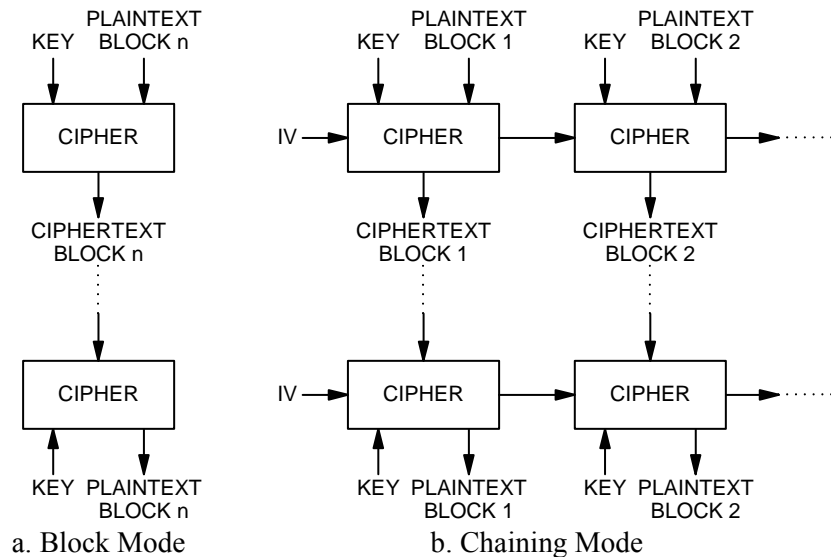 PLAINTEXT
KEY BLOCK n
CIPHER
CIPHERTEXT
BLOCK n
CIPHER
KEY PLAINTEXT
BLOCK n
a. Block Mode
PLAINTEXT PLAINTEXT
KEY BLOCK 1 KEY BLOCK 2
IV CIPHER CIPHER
CIPHERTEXT CIPHERTEXT
BLOCK 1 BLOCK 2
IV CIPHER CIPHER
KEY PLAINTEXT KEY PLAINTEXT
BLOCK 1 BLOCK 2
b. Chaining Mode